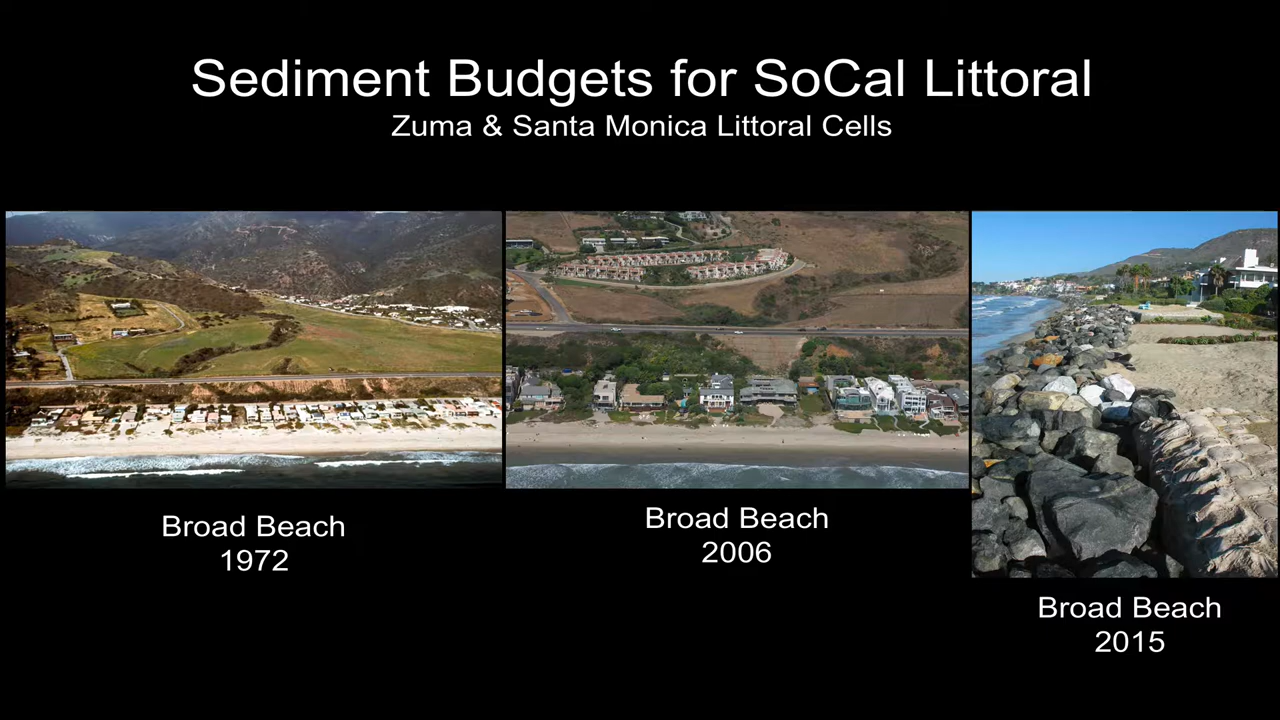 Sediment Budgets for SoCal Littoral
Zuma & Santa Monica Littoral Cells
Broad Beach
1972
Broad Beach
2006
Broad Beach
2015